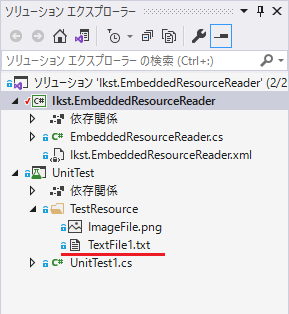 ソリューション エクスプローラー
ソリューション エクスプローラー の検索 (Ctrl+:)
ソリューション 'Ikst.EmbeddedResourceReader' (2/2
C# Ikst.EmbeddedResourceReader
依存関係
C# EmbeddedResourceReader.cs
Ikst.EmbeddedResourceReader.xml
UnitTest
依存関係
TestResource
ImageFile.png
TextFile1.txt
C# UnitTest1.cs